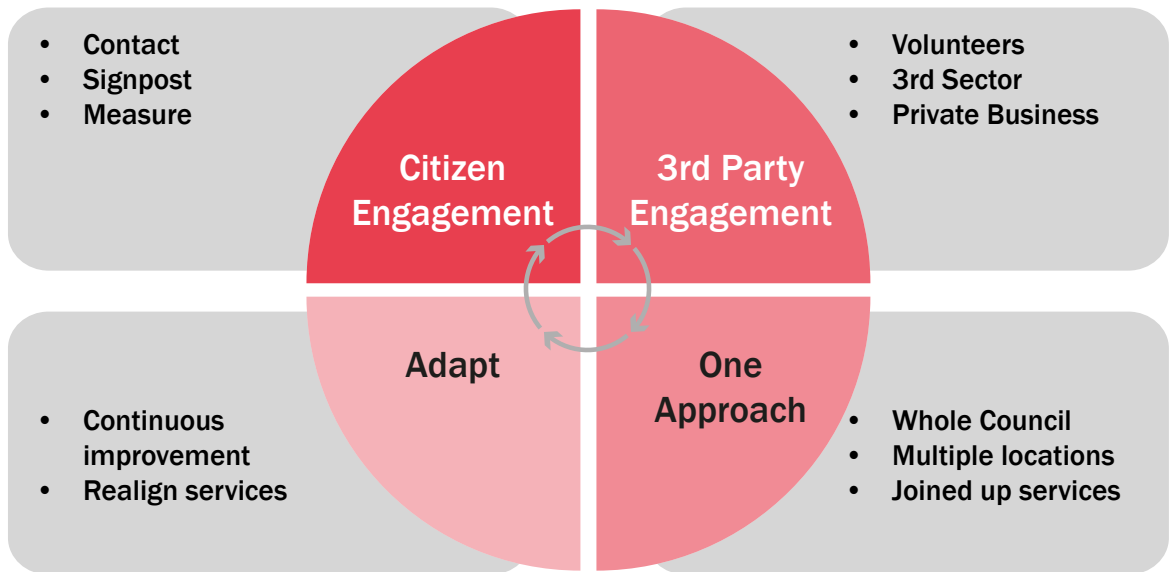 • Contact
• Signpost
• Measure
Citizen
Engagement
3rd Party
Engagement
• Volunteers
• 3rd Sector
• Private Business
• Continuous
improvement
• Realign services
Adapt
One
Approach
• Whole Council
• Multiple locations
• Joined up services